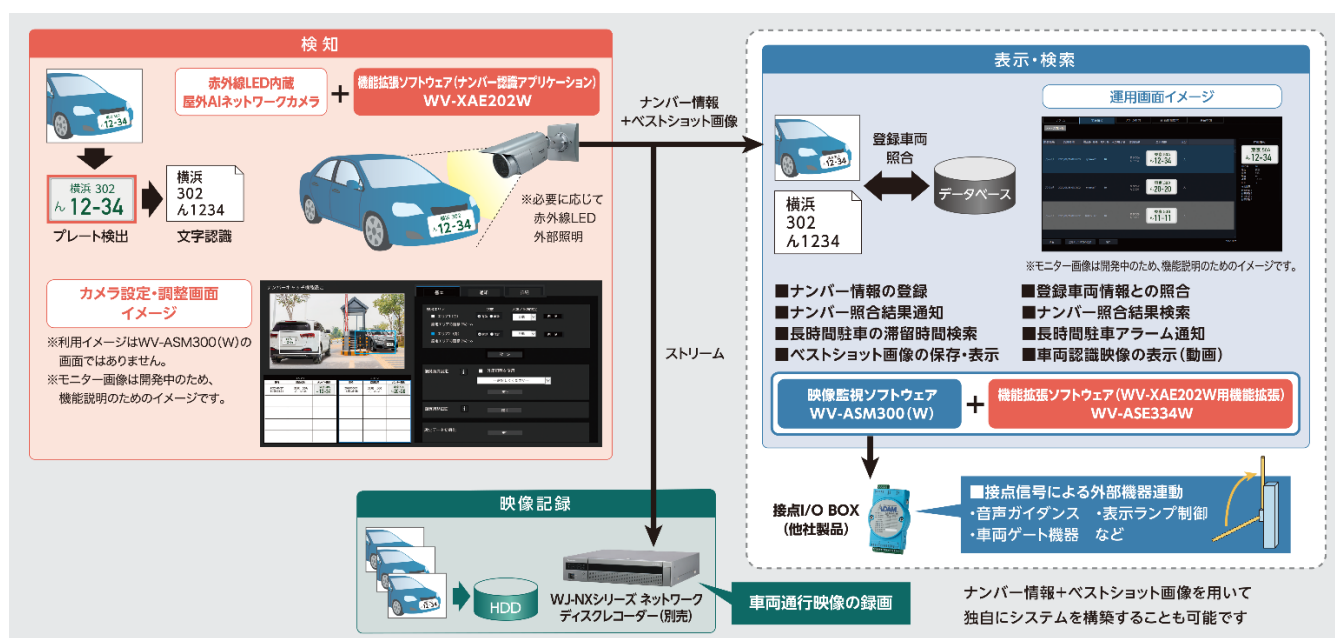 検知
赤外線LED内蔵
屋外AIネットワークカメラ
+
機能拡張ソフトウェア(ナンバー認識アプリケーション)
WV-XAE202W
12-34
横浜 302
ん 12-34
プレート検出
横浜
302
ん1234
文字認識
横浜 302
12-34
※必要に応じて
赤外線LED
外部照明
カメラ設定・調整画面
イメージ
※利用イメージはWV-ASM300(W)の
画面ではありません。
※モニター画像は開発中のため、
機能説明のためのイメージです。
ナンバー情報
+ベストショット画像
ストリーム
表示・検索
運用画面イメージ
12-34
登録車両
照合
データベース
横浜
302
ん1234
12-34
20-20
11-11
12-34
※モニター画像は開発中のため、機能説明のためのイメージです。
■ナンバー情報の登録
■ナンバー照合結果通知
■長時間駐車の滞留時間検索
■ベストショット画像の保存・表示
■登録車両情報との照合
■ナンバー照合結果検索
■長時間駐車アラーム通知
■車両認識映像の表示(動画)
映像監視ソフトウェア
WV-ASM300(W)
+
機能拡張ソフトウェア(WV-XAE202W用機能拡張)
WV-ASE334W
接点I/O BOX
(他社製品)
ADAM
■接点信号による外部機器連動
・音声ガイダンス ・表示ランプ制御
・車両ゲート機器 など
映像記録
12-34
HDD
WJ-NXシリーズ ネットワーク
ディスクレコーダー(別売)
車両通行映像の録画
ナンバー情報+ベストショット画像を用いて
独自にシステムを構築することも可能です